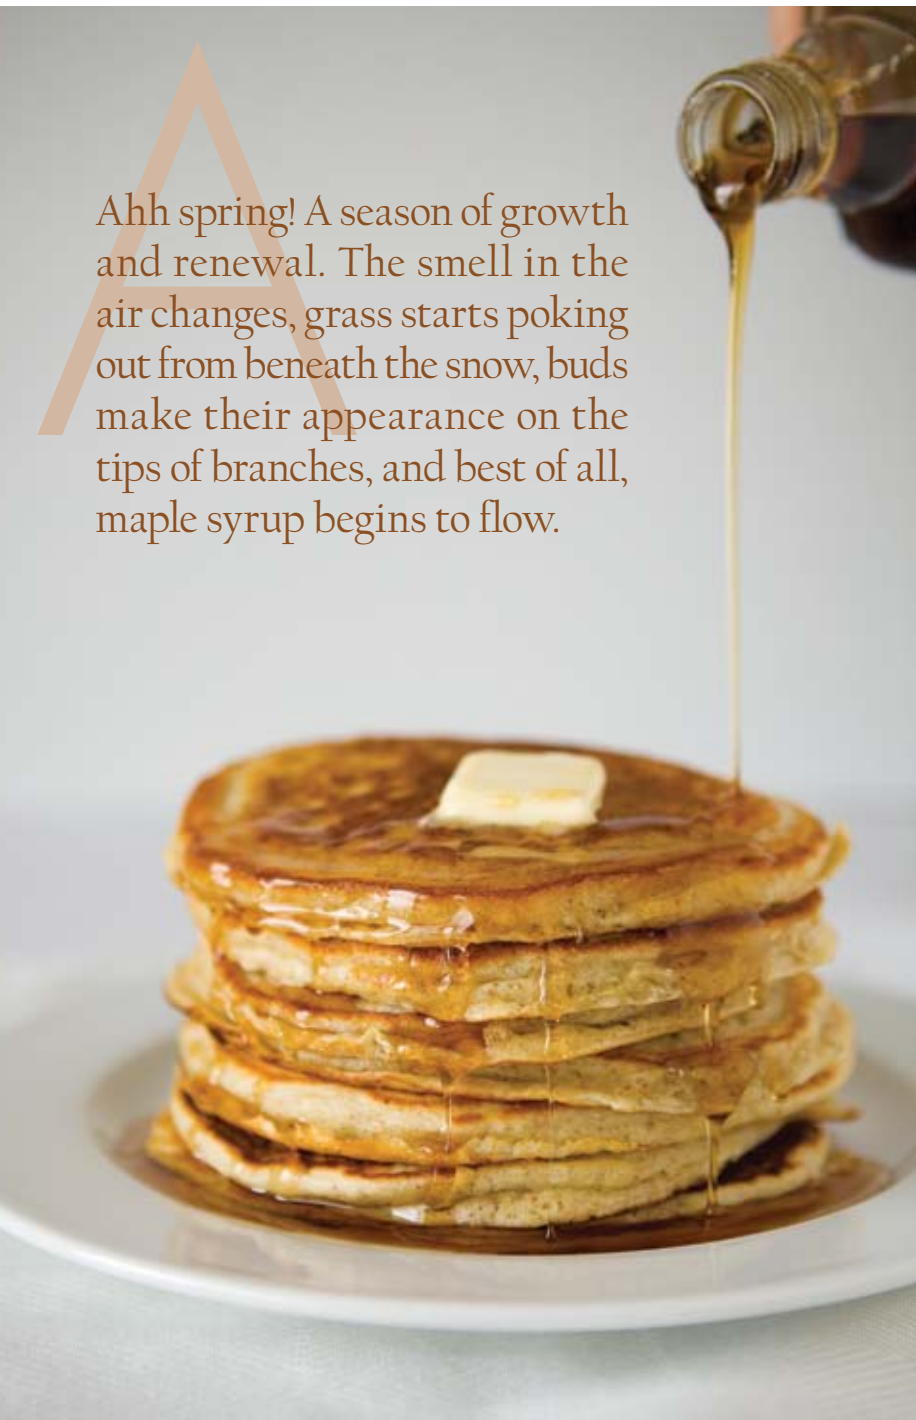 A
Ahh spring! A season of growth
and renewal. The smell in the
air changes, grass starts poking
out from beneath the snow, buds
make their appearance on the
tips of branches, and best of all,
maple syrup begins to flow.